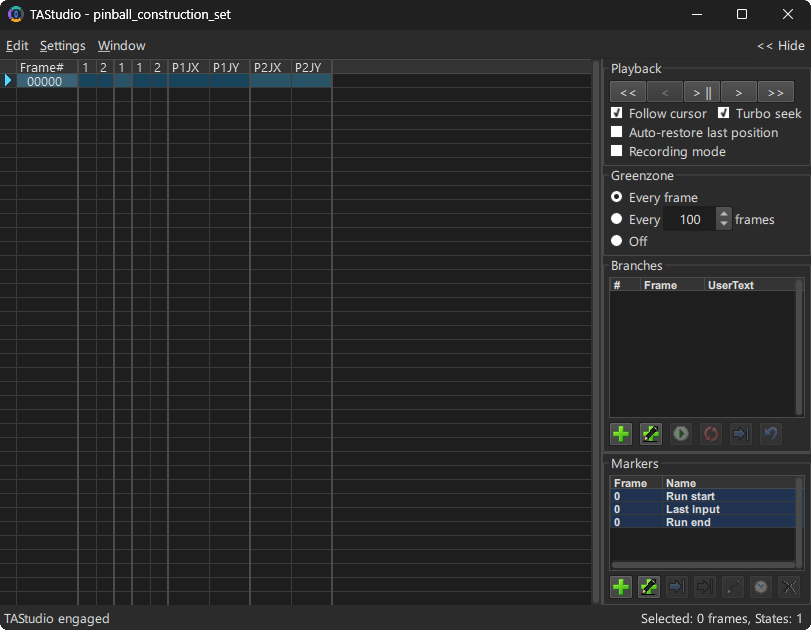 TAStudio - pinball_construction_set
Edit Settings Window << Hide
Frame# 1 2 1 1 2 P1JX P1JY P2JX P2JY
00000
Playback
<< < > || > >>
Follow cursor Turbo seek
Auto-restore last position
Recording mode
Greenzone
Every frame
Every 100 frames
Off
Branches
# Frame UserText
Markers
Frame Name
0 Run start
0 Last input
0 Run end
TAStudio engaged Selected: 0 frames, States: 1